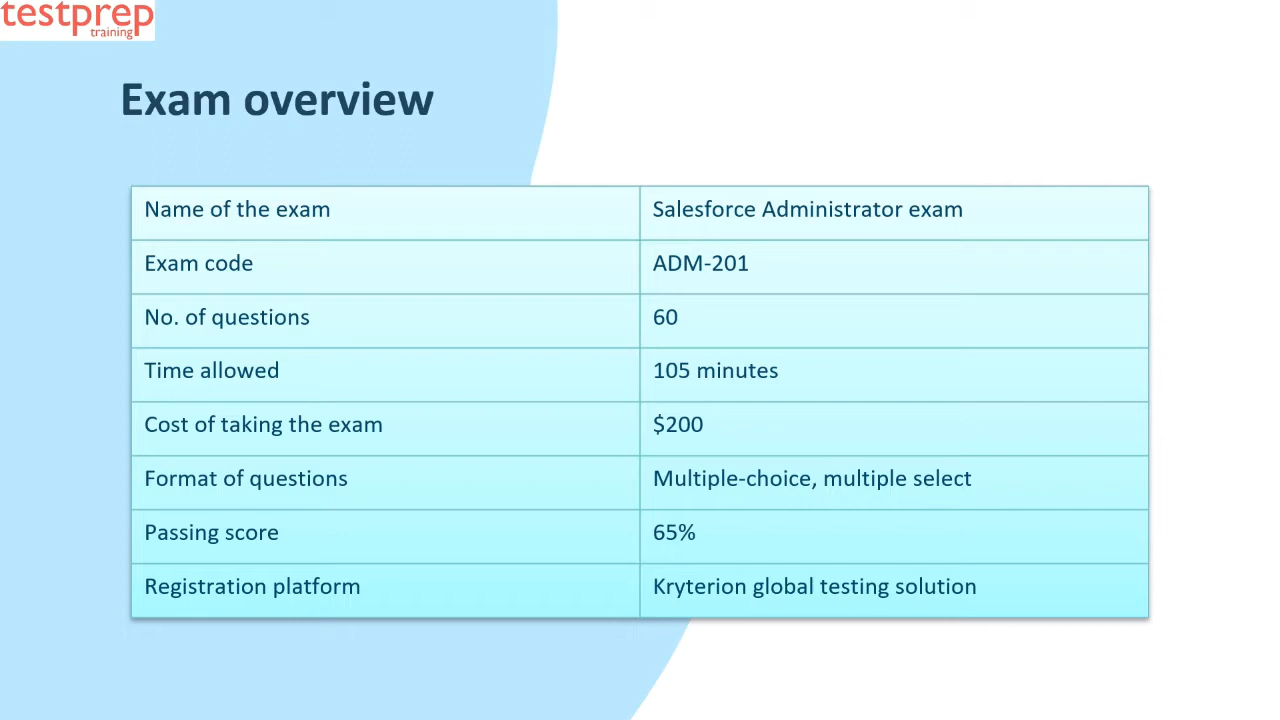 testprep
training
Exam overview
Name of the exam Salesforce Administrator exam
Exam code ADM-201
No. of questions 60
Time allowed 105 minutes
Cost of taking the exam $200
Format of questions Multiple-choice, multiple select
Passing score 65%
Registration platform Kryterion global testing solution